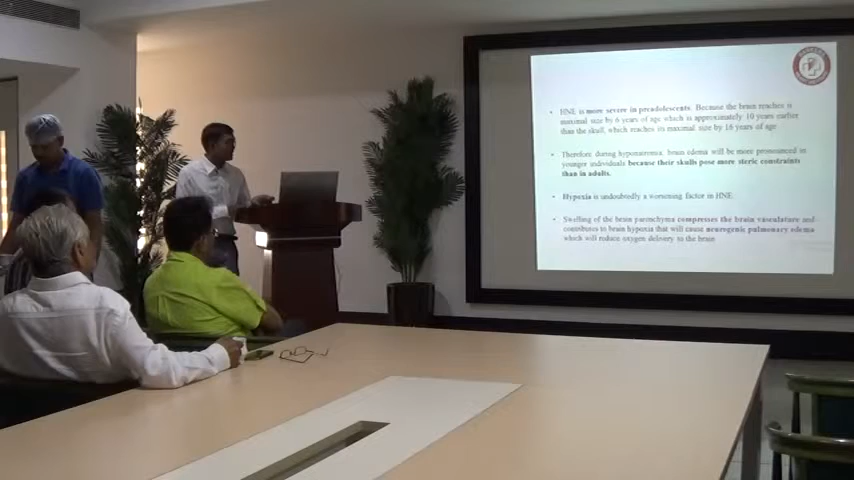 HNE is more severe in preadolescents. Because the brain reaches is
maximal size by 6 years of age which is approximately 10 years earlier
than the skull, which reaches its maximal size by 16 years of age
Therefore during hyponatremia, brain edema will be more pronounced in
younger individuals because their skulls pose more steric constraints
than in adults.
Hypoxia is undoubtedly a worsening factor in HNE.
Swelling of the brain parenchyma compresses the brain vasculature and
contributes to brain hypoxia that will cause neurogenic pulmonary edema
which will reduce oxygen delivery to the brain